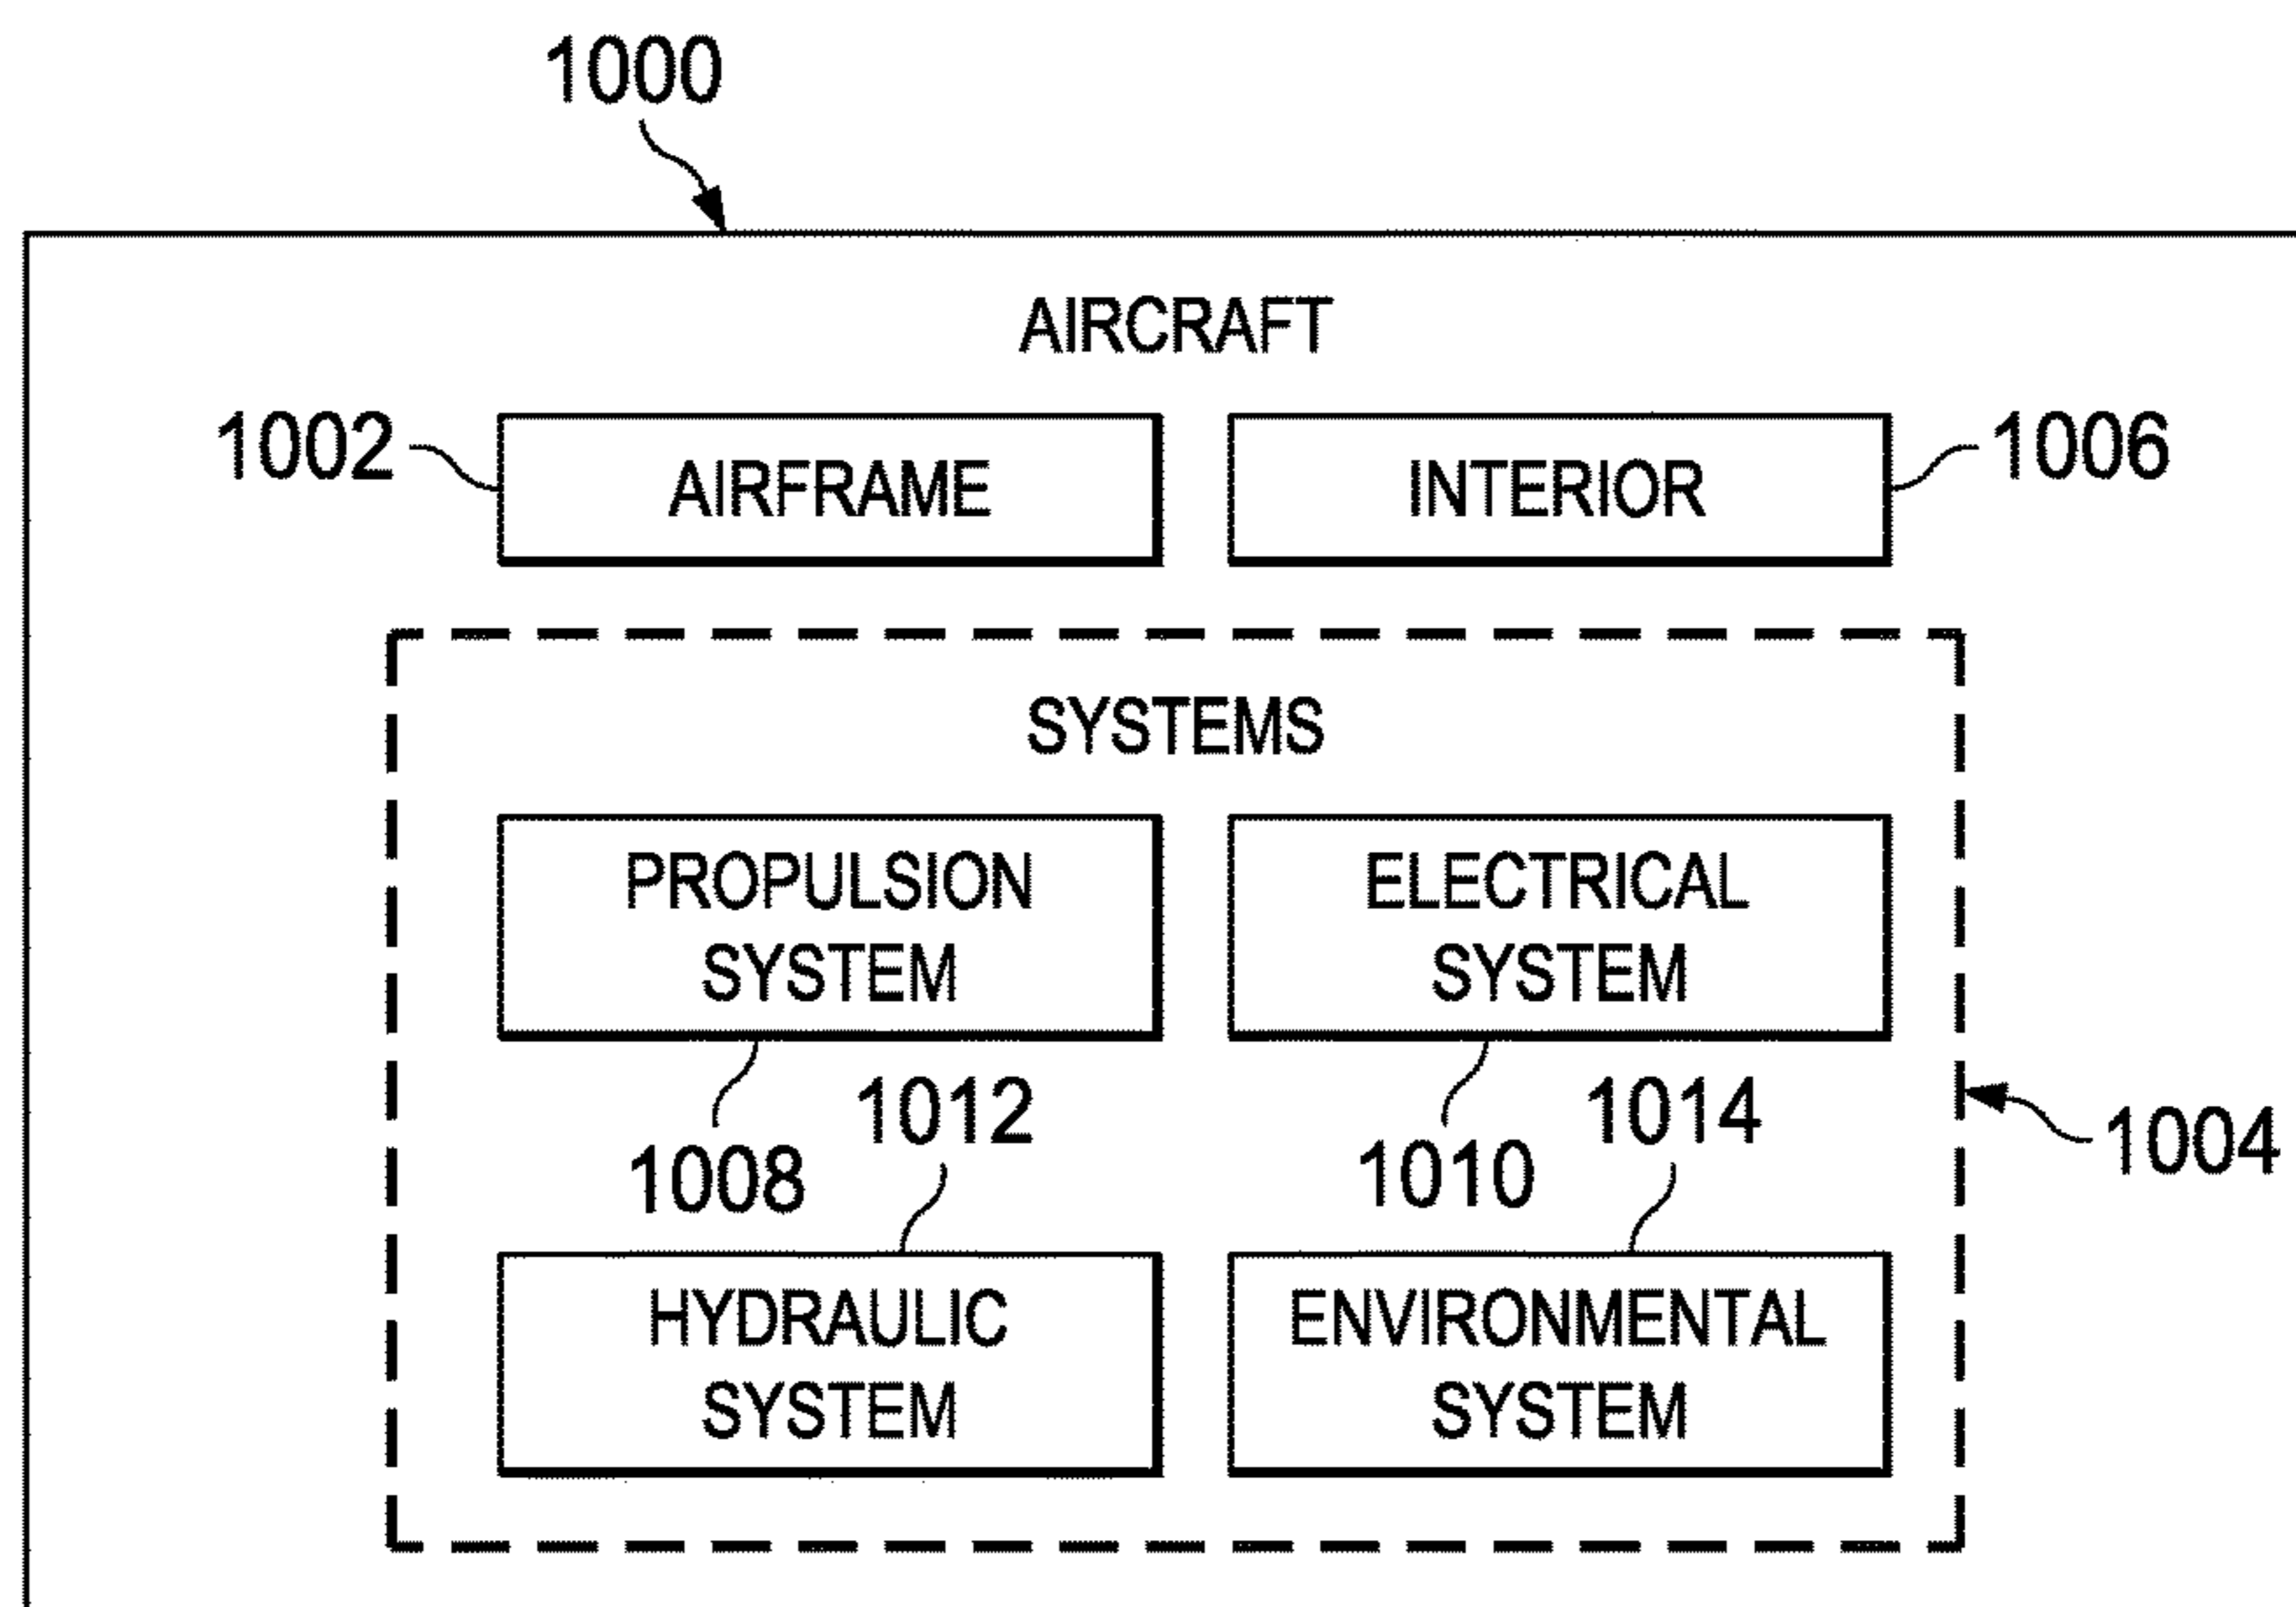 1000
AIRCRAFT
1002
AIRFRAME
INTERIOR
1006
SYSTEMS
PROPULSION
SYSTEM
ELECTRICAL
SYSTEM
1008
1012
1010
1014
1004
HYDRAULIC
SYSTEM
ENVIRONMENTAL
SYSTEM